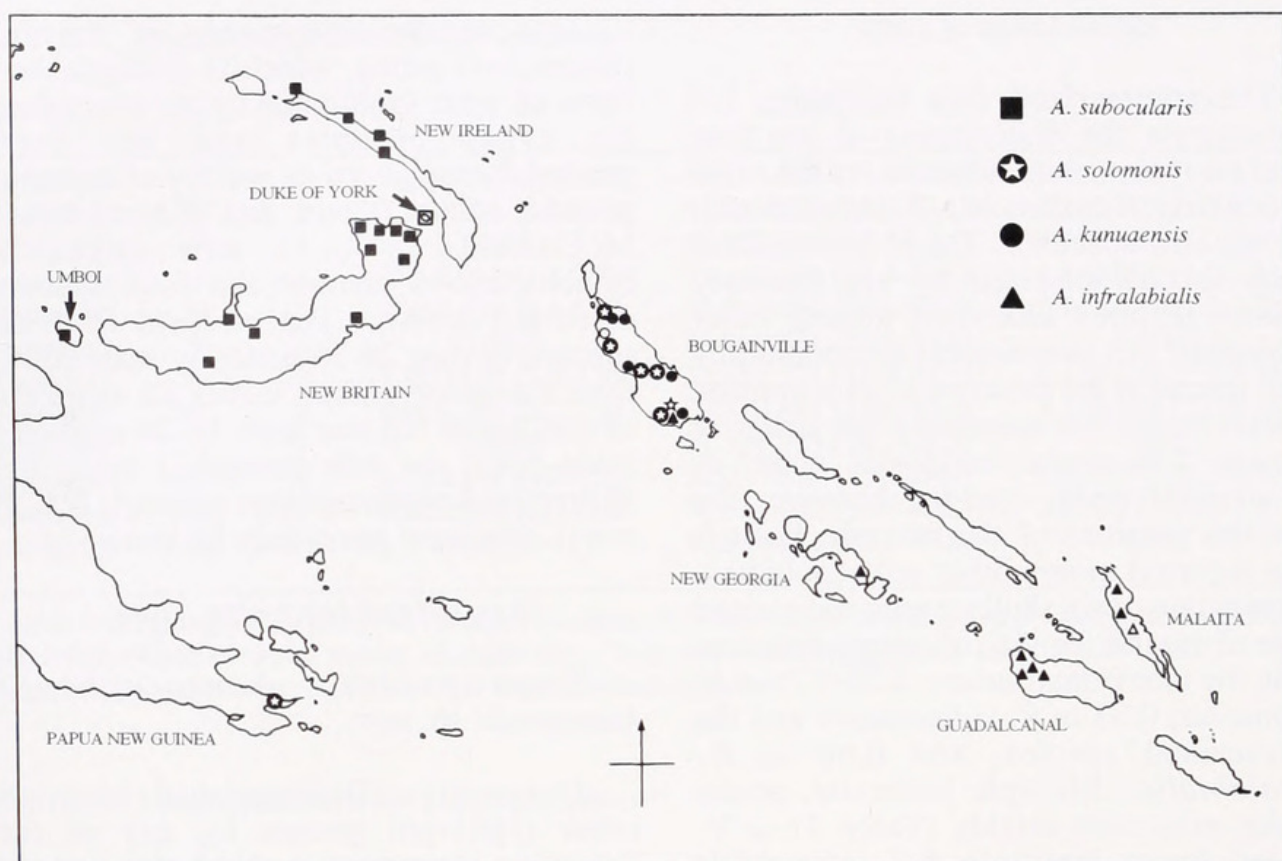 NEW IRELAND
DUKE OF YORK
UMBOI
NEW BRITAIN
BOUGAINVILLE
NEW GEORGIA
MALAITA
GUADALCANAL
PAPUA NEW GUINEA
A. subocularis
A. solomonis
A. kunuaensis
A. infralabialis